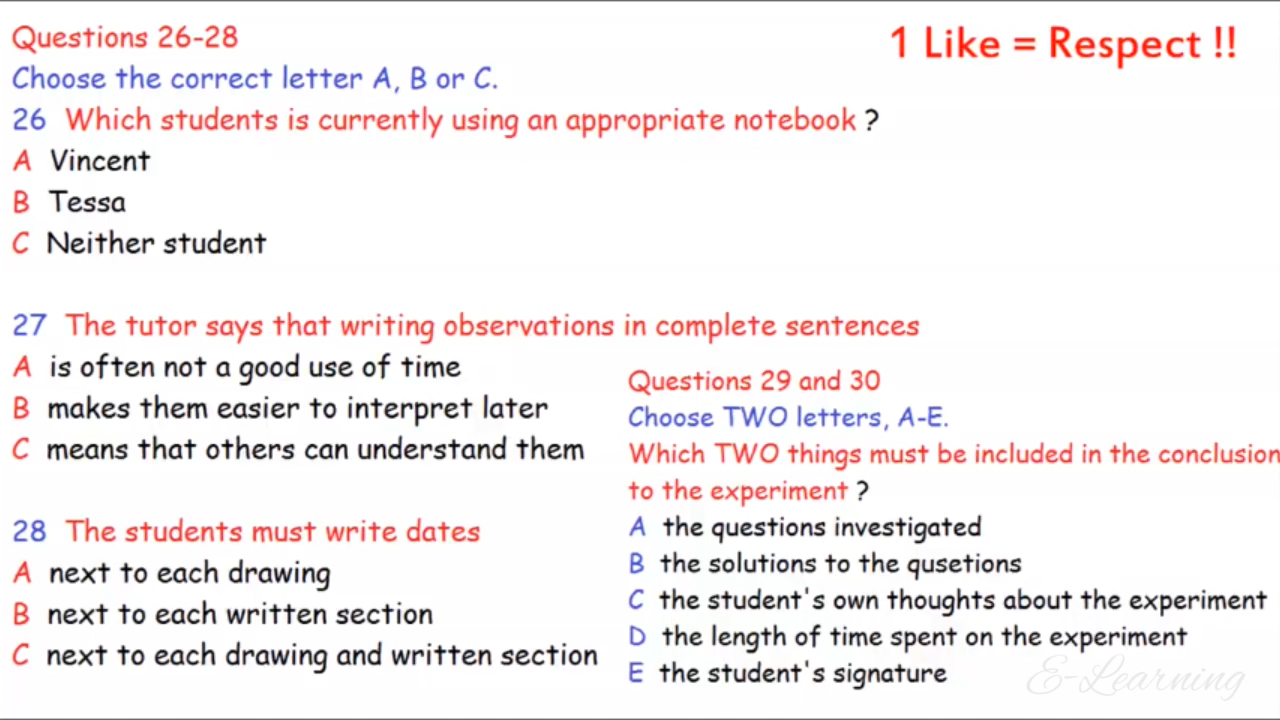 Questions 26-28
1 Like = Respect !!
Choose the correct letter A, B or C.
26 Which students is currently using an appropriate notebook ?
A Vincent
B Tessa
C Neither student
27 The tutor says that writing observations in complete sentences
A is often not a good use of time
B makes them easier to interpret later
C means that others can understand them
28 The students must write dates
A next to each drawing
B next to each written section
C next to each drawing and written section
Questions 29 and 30
Choose TWO letters, A-E.
Which TWO things must be included in the conclusion
to the experiment ?
A the questions investigated
B the solutions to the qusetions
C the student's own thoughts about the experiment
D the length of time spent on the experiment
E the student's signature
E-Learning